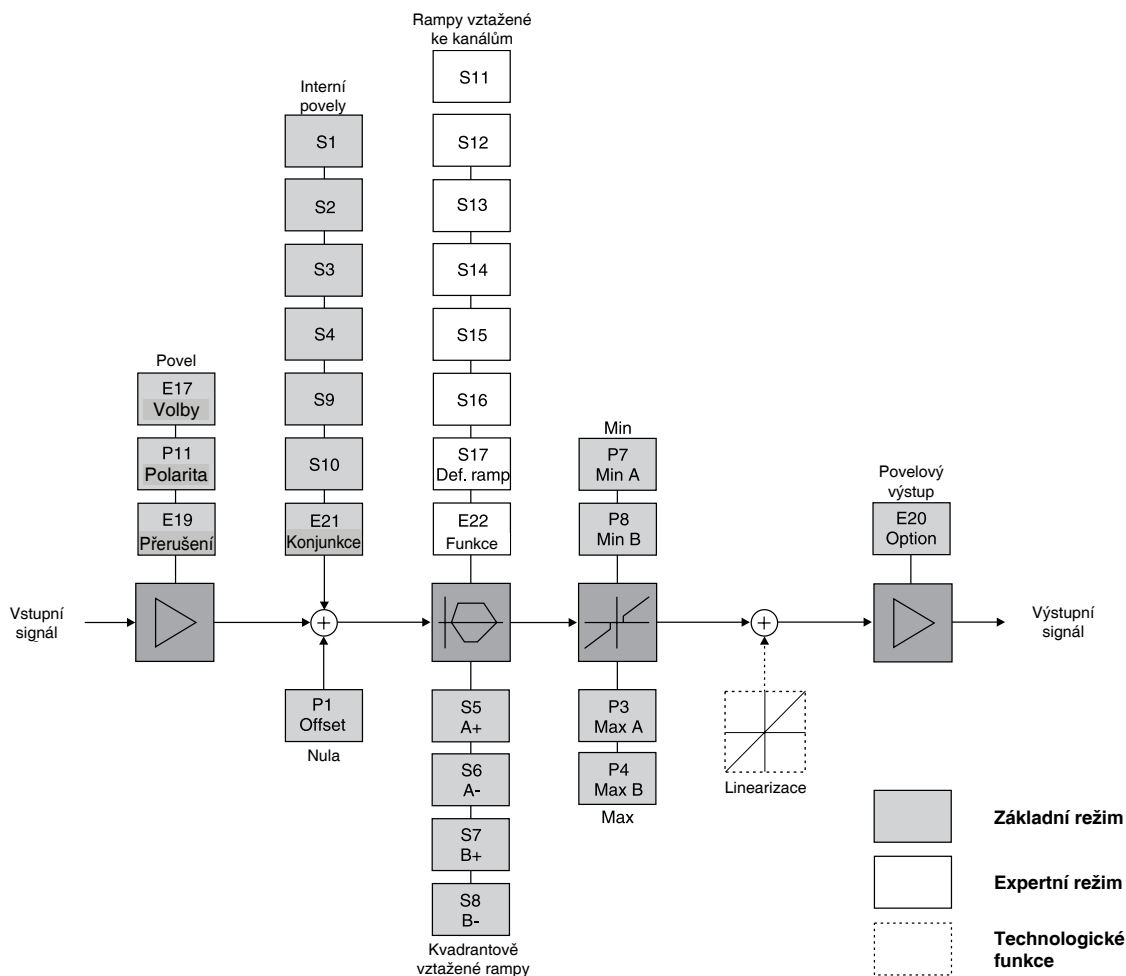 Rampy vztažené
ke kanálům
S11
S12
S13
S14
S15
S16
S17
Def. ramp
E22
Funkce
Interní
povely
S1
S2
S3
S4
S9
S10
E21
Konjunkce
Povel
E17
Volby
P11
Polarita
E19
Přerušení
Min
P7
Min A
P8
Min B
Povelový
výstup
E20
Option
Vstupní
signál
+
+
Výstupní
signál
P1
Offset
Nula
S5
A+
S6
A-
S7
B+
S8
B-
Kvadrantově
vztažené rampy
P3
Max A
P4
Max B
Max
Linearizace
Základní režim
Expertní režim
Technologické
funkce